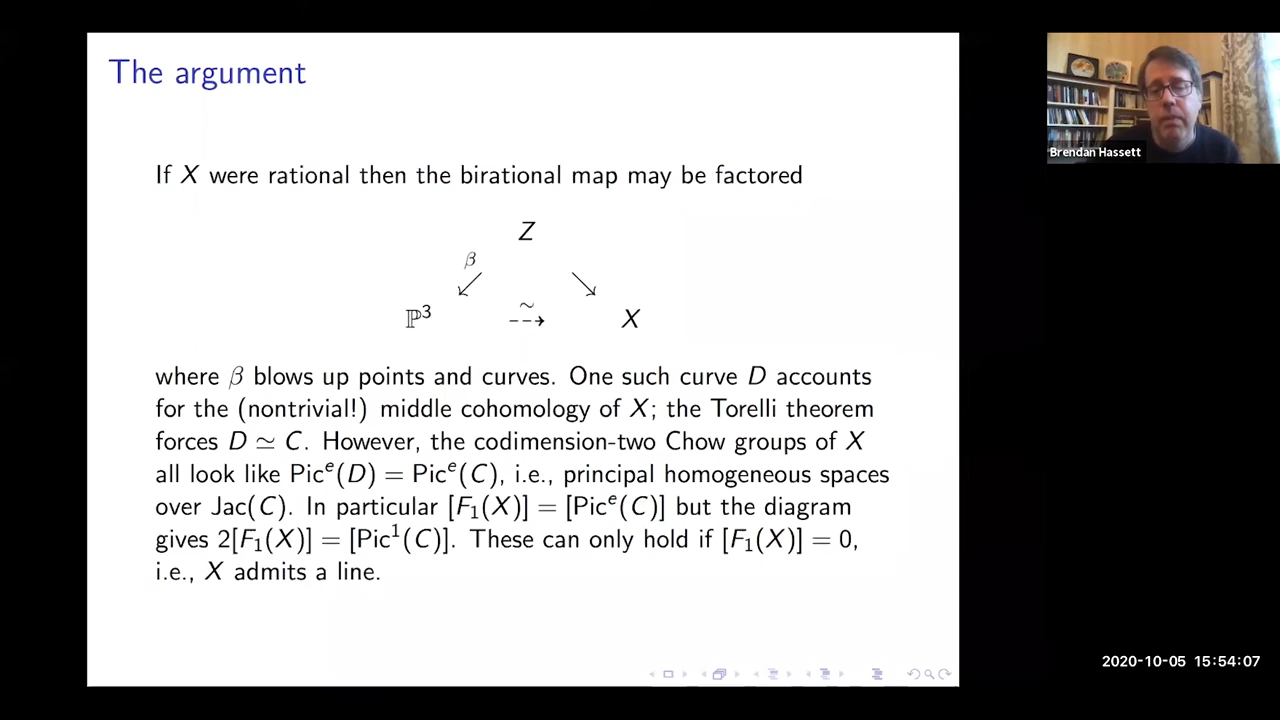 The argument
If X were rational then the birational map may be factored
Z
β
ℙ³ ∼ ⇢ X
where β blows up points and curves. One such curve D accounts
for the (nontrivial!) middle cohomology of X; the Torelli theorem
forces D ≃ C. However, the codimension-two Chow groups of X
all look like Picᵉ(D) = Picᵉ(C), i.e., principal homogeneous spaces
over Jac(C). In particular [F₁(X)] = [Picᵉ(C)] but the diagram
gives 2[F₁(X)] = [Pic¹(C)]. These can only hold if [F₁(X)] = 0,
i.e., X admits a line.
Brendan Hassett
2020-10-05 15:54:07